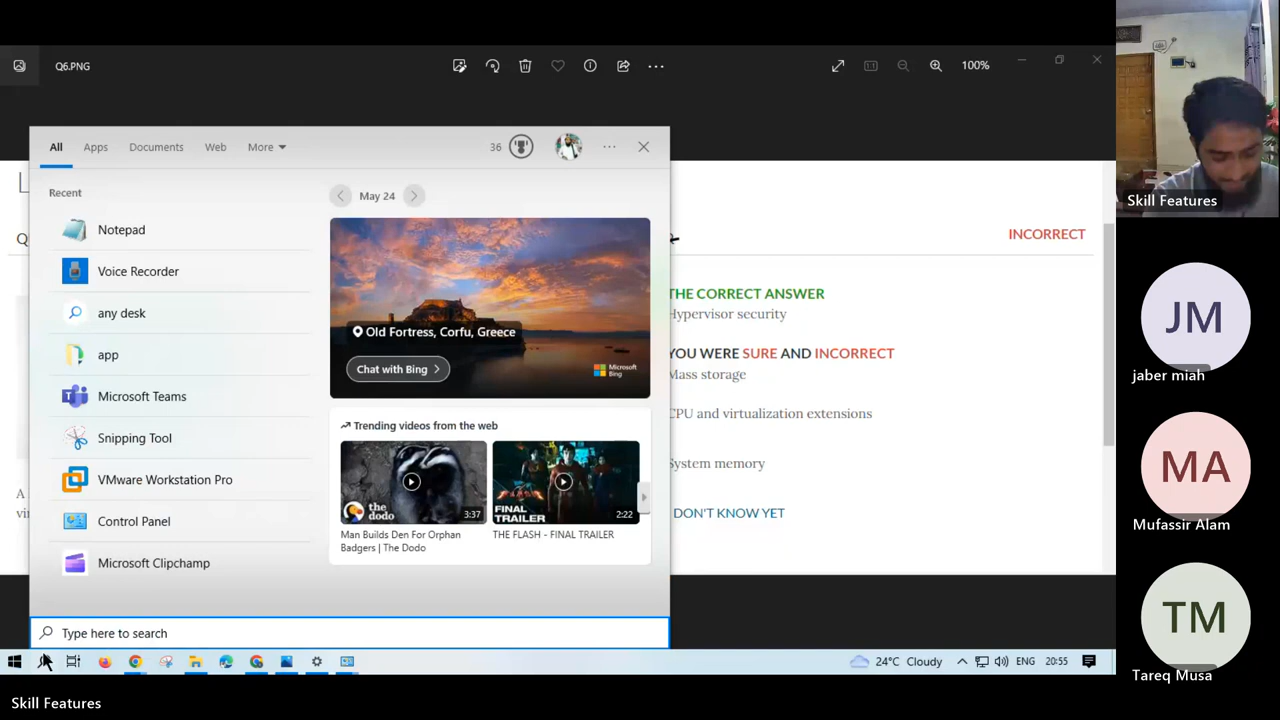 Q6.PNG
100%
All
Apps
Documents
Web
More
36
Recent
May 24
Notepad
Voice Recorder
any desk
app
Microsoft Teams
Snipping Tool
VMware Workstation Pro
Control Panel
Microsoft Clipchamp
Old Fortress, Corfu, Greece
Chat with Bing
Microsoft
Bing
Trending videos from the web
the
dodo
3:37
FINAL
TRAILER
2:22
Man Builds Den For Orphan
Badgers | The Dodo
THE FLASH - FINAL TRAILER
Type here to search
INCORRECT
THE CORRECT ANSWER
Hypervisor security
YOU WERE SURE AND INCORRECT
Mass storage
CPU and virtualization extensions
System memory
DON'T KNOW YET
24°C Cloudy
ENG
20:55
Skill Features
Skill Features
JM
jaber miah
MA
Mufassir Alam
TM
Tareq Musa